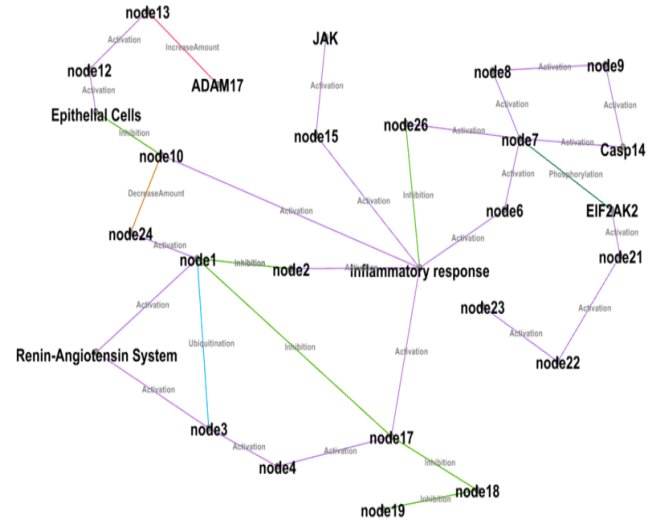 node13
Activation
IncreaseAmount
node12
ADAM17
Activation
Epithelial Cells
Inhibition
node10
DecreaseAmount
Activation
node24
Activation
node1
Inhibition
node2
Activation
inflammatory response
JAK
Activation
node15
Activation
node26
Activation
Inhibition
node8
Activation
node9
Activation
Activation
node7
Activation
Casp14
Phosphorylation
Activation
node6
Activation
EIF2AK2
Activation
node21
Activation
node23
Activation
node22
Activation
Ubiquitination
Inhibition
Renin-Angiotensin System
Activation
Activation
node3
Activation
node4
Activation
node17
Inhibition
node18
Inhibition
node19